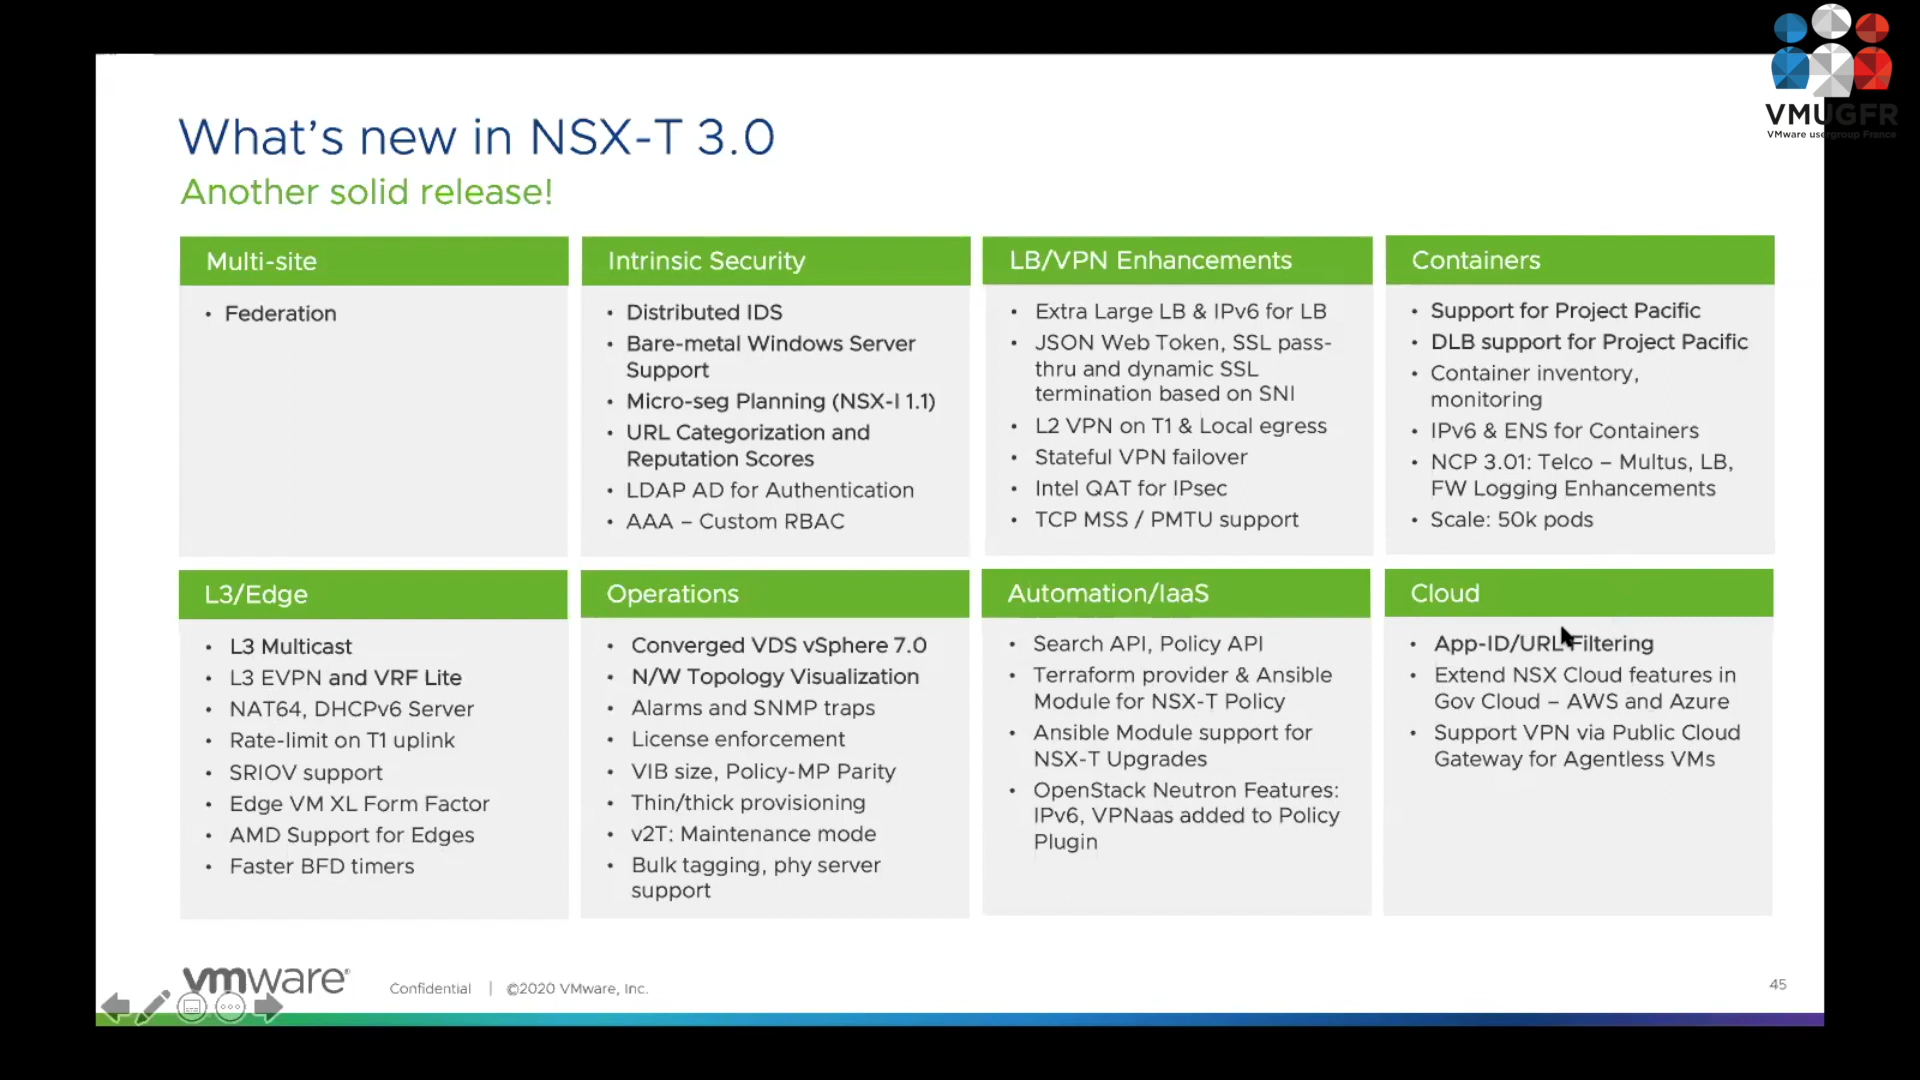 VMUGFR
VMware usergroup France
What's new in NSX-T 3.0
Another solid release!
Multi-site
• Federation
Intrinsic Security
• Distributed IDS
• Bare-metal Windows Server
Support
• Micro-seg Planning (NSX-I 1.1)
• URL Categorization and
Reputation Scores
• LDAP AD for Authentication
• AAA – Custom RBAC
LB/VPN Enhancements
• Extra Large LB & IPv6 for LB
• JSON Web Token, SSL pass-
thru and dynamic SSL
termination based on SNI
• L2 VPN on T1 & Local egress
• Stateful VPN failover
• Intel QAT for IPsec
• TCP MSS / PMTU support
Containers
• Support for Project Pacific
• DLB support for Project Pacific
• Container inventory,
monitoring
• IPv6 & ENS for Containers
• NCP 3.01: Telco – Multus, LB,
FW Logging Enhancements
• Scale: 50k pods
L3/Edge
• L3 Multicast
• L3 EVPN and VRF Lite
• NAT64, DHCPv6 Server
• Rate-limit on T1 uplink
• SRIOV support
• Edge VM XL Form Factor
• AMD Support for Edges
• Faster BFD timers
Operations
• Converged VDS vSphere 7.0
• N/W Topology Visualization
• Alarms and SNMP traps
• License enforcement
• VIB size, Policy-MP Parity
• Thin/thick provisioning
• v2T: Maintenance mode
• Bulk tagging, phy server
support
Automation/IaaS
• Search API, Policy API
• Terraform provider & Ansible
Module for NSX-T Policy
• Ansible Module support for
NSX-T Upgrades
• OpenStack Neutron Features:
IPv6, VPNaas added to Policy
Plugin
Cloud
• App-ID/URL Filtering
• Extend NSX Cloud features in
Gov Cloud – AWS and Azure
• Support VPN via Public Cloud
Gateway for Agentless VMs
vmware®
Confidential | ©2020 VMware, Inc.
45